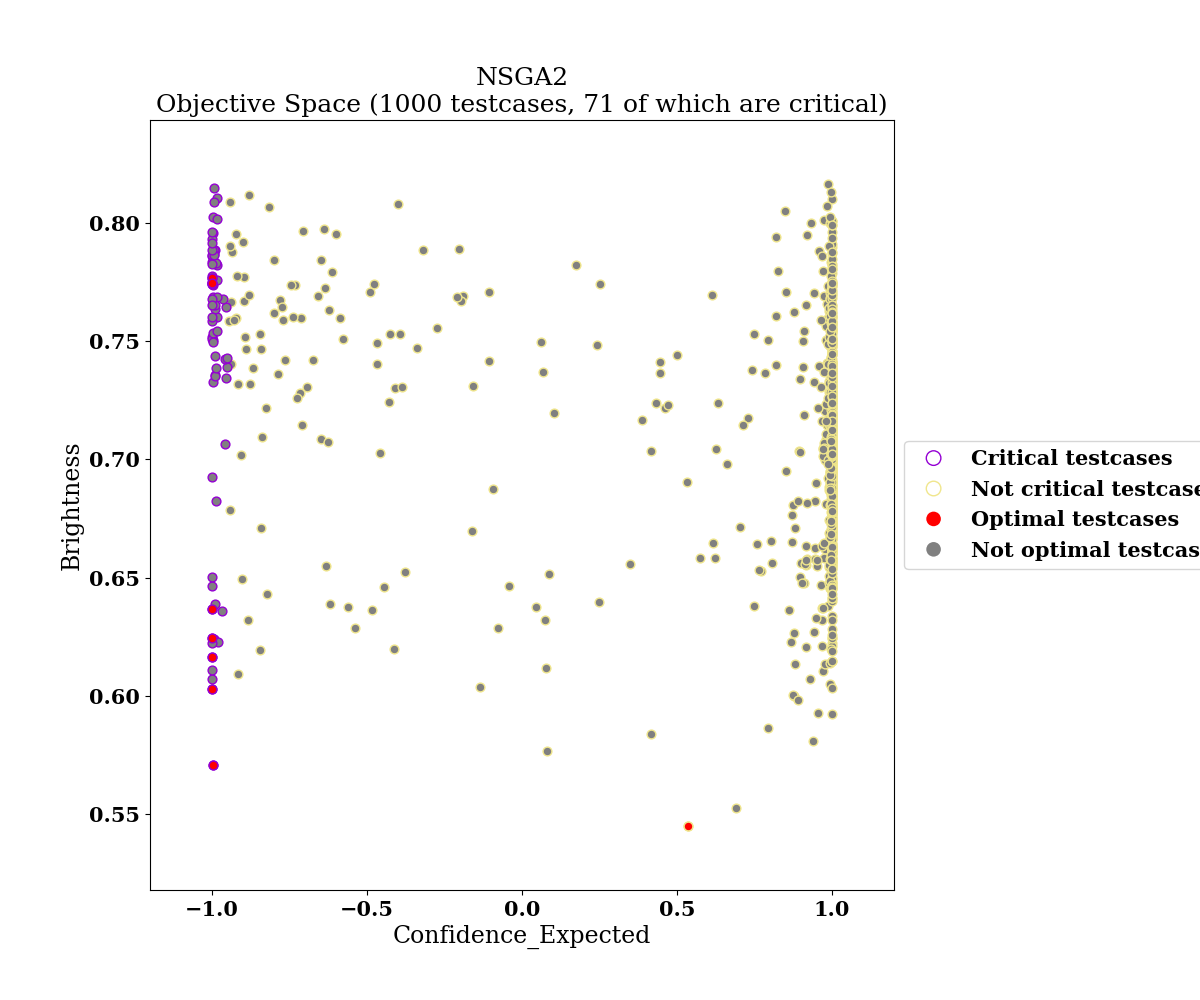 NSGA2
Objective Space (1000 testcases, 71 of which are critical)
Brightness
0.80
0.75
0.70
0.65
0.60
0.55
−1.0
−0.5
0.0
0.5
1.0
Confidence_Expected
Critical testcases
Not critical testcase
Optimal testcases
Not optimal testcas